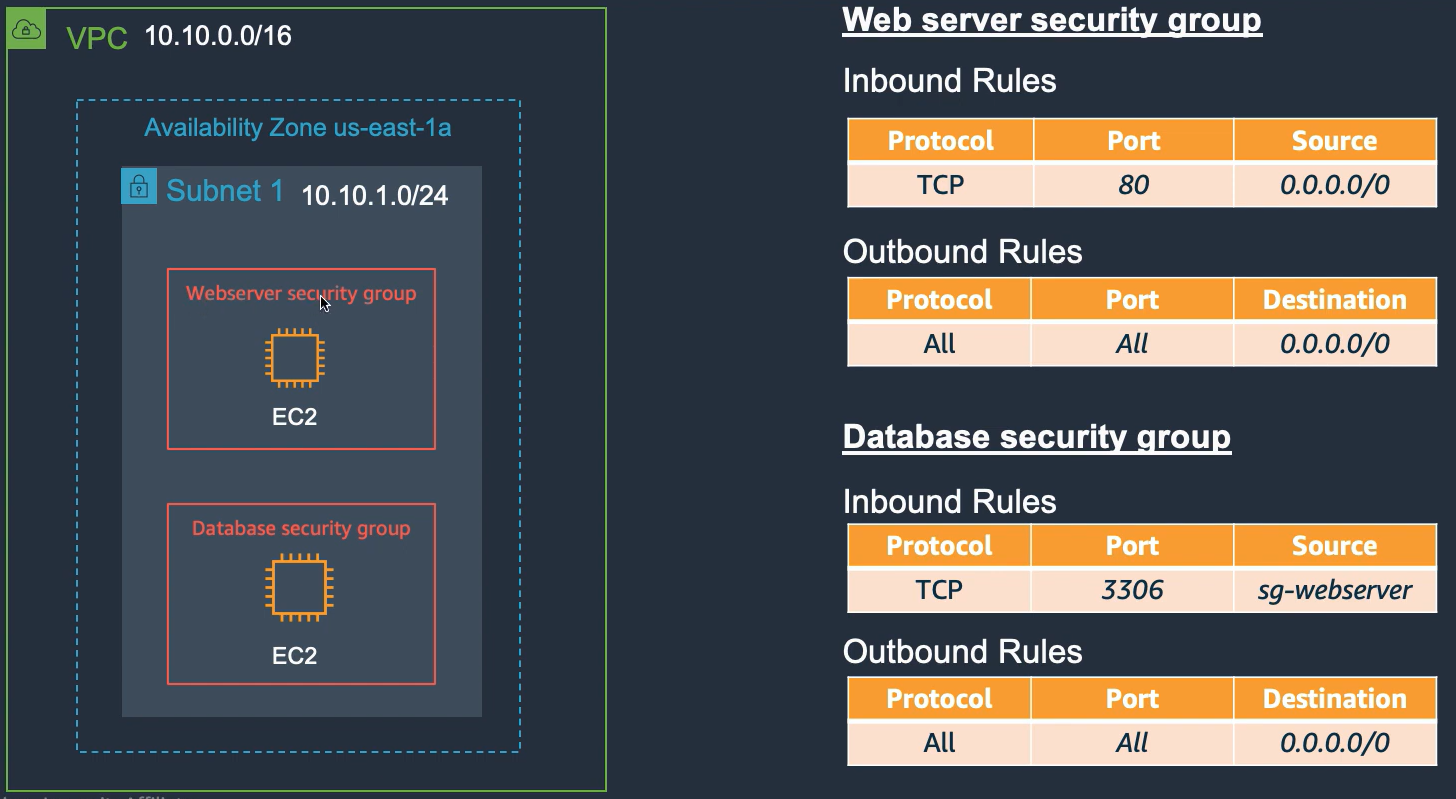 VPC 10.10.0.0/16
Availability Zone us-east-1a
Subnet 1 10.10.1.0/24
Webserver security group
EC2
Database security group
EC2
Web server security group
Inbound Rules
Protocol Port Source
TCP 80 0.0.0.0/0
Outbound Rules
Protocol Port Destination
All All 0.0.0.0/0
Database security group
Inbound Rules
Protocol Port Source
TCP 3306 sg-webserver
Outbound Rules
Protocol Port Destination
All All 0.0.0.0/0